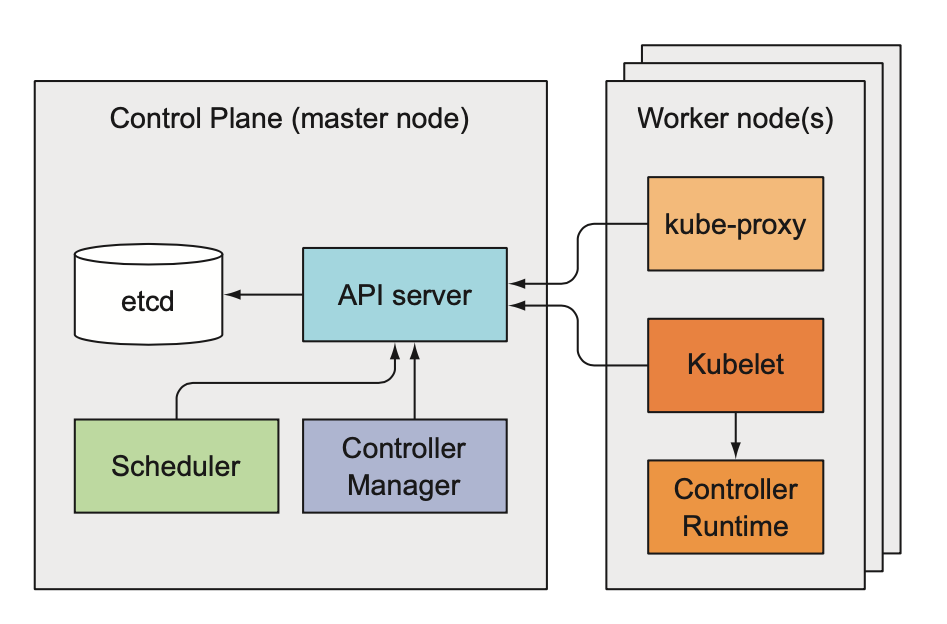 Control Plane (master node)
Worker node(s)
kube-proxy
etcd
API server
Kubelet
Scheduler
Controller
Manager
Controller
Runtime